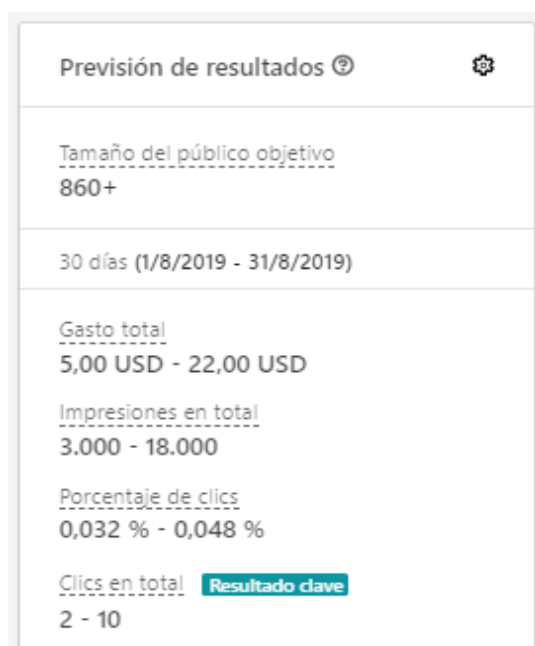 Previsión de resultados ?
Tamaño del público objetivo
860+
30 días (1/8/2019 - 31/8/2019)
Gasto total
5,00 USD - 22,00 USD
Impresiones en total
3.000 - 18.000
Porcentaje de clics
0,032 % - 0,048 %
Clics en total Resultado clave
2 - 10